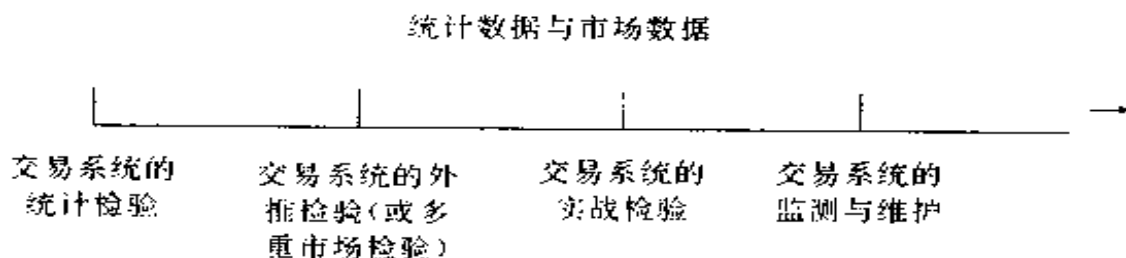 统计数据与市场数据
交易系统的
统计检验
交易系统的外
推检验(或多
重市场检验)
交易系统的
实战检验
交易系统的
监测与维护